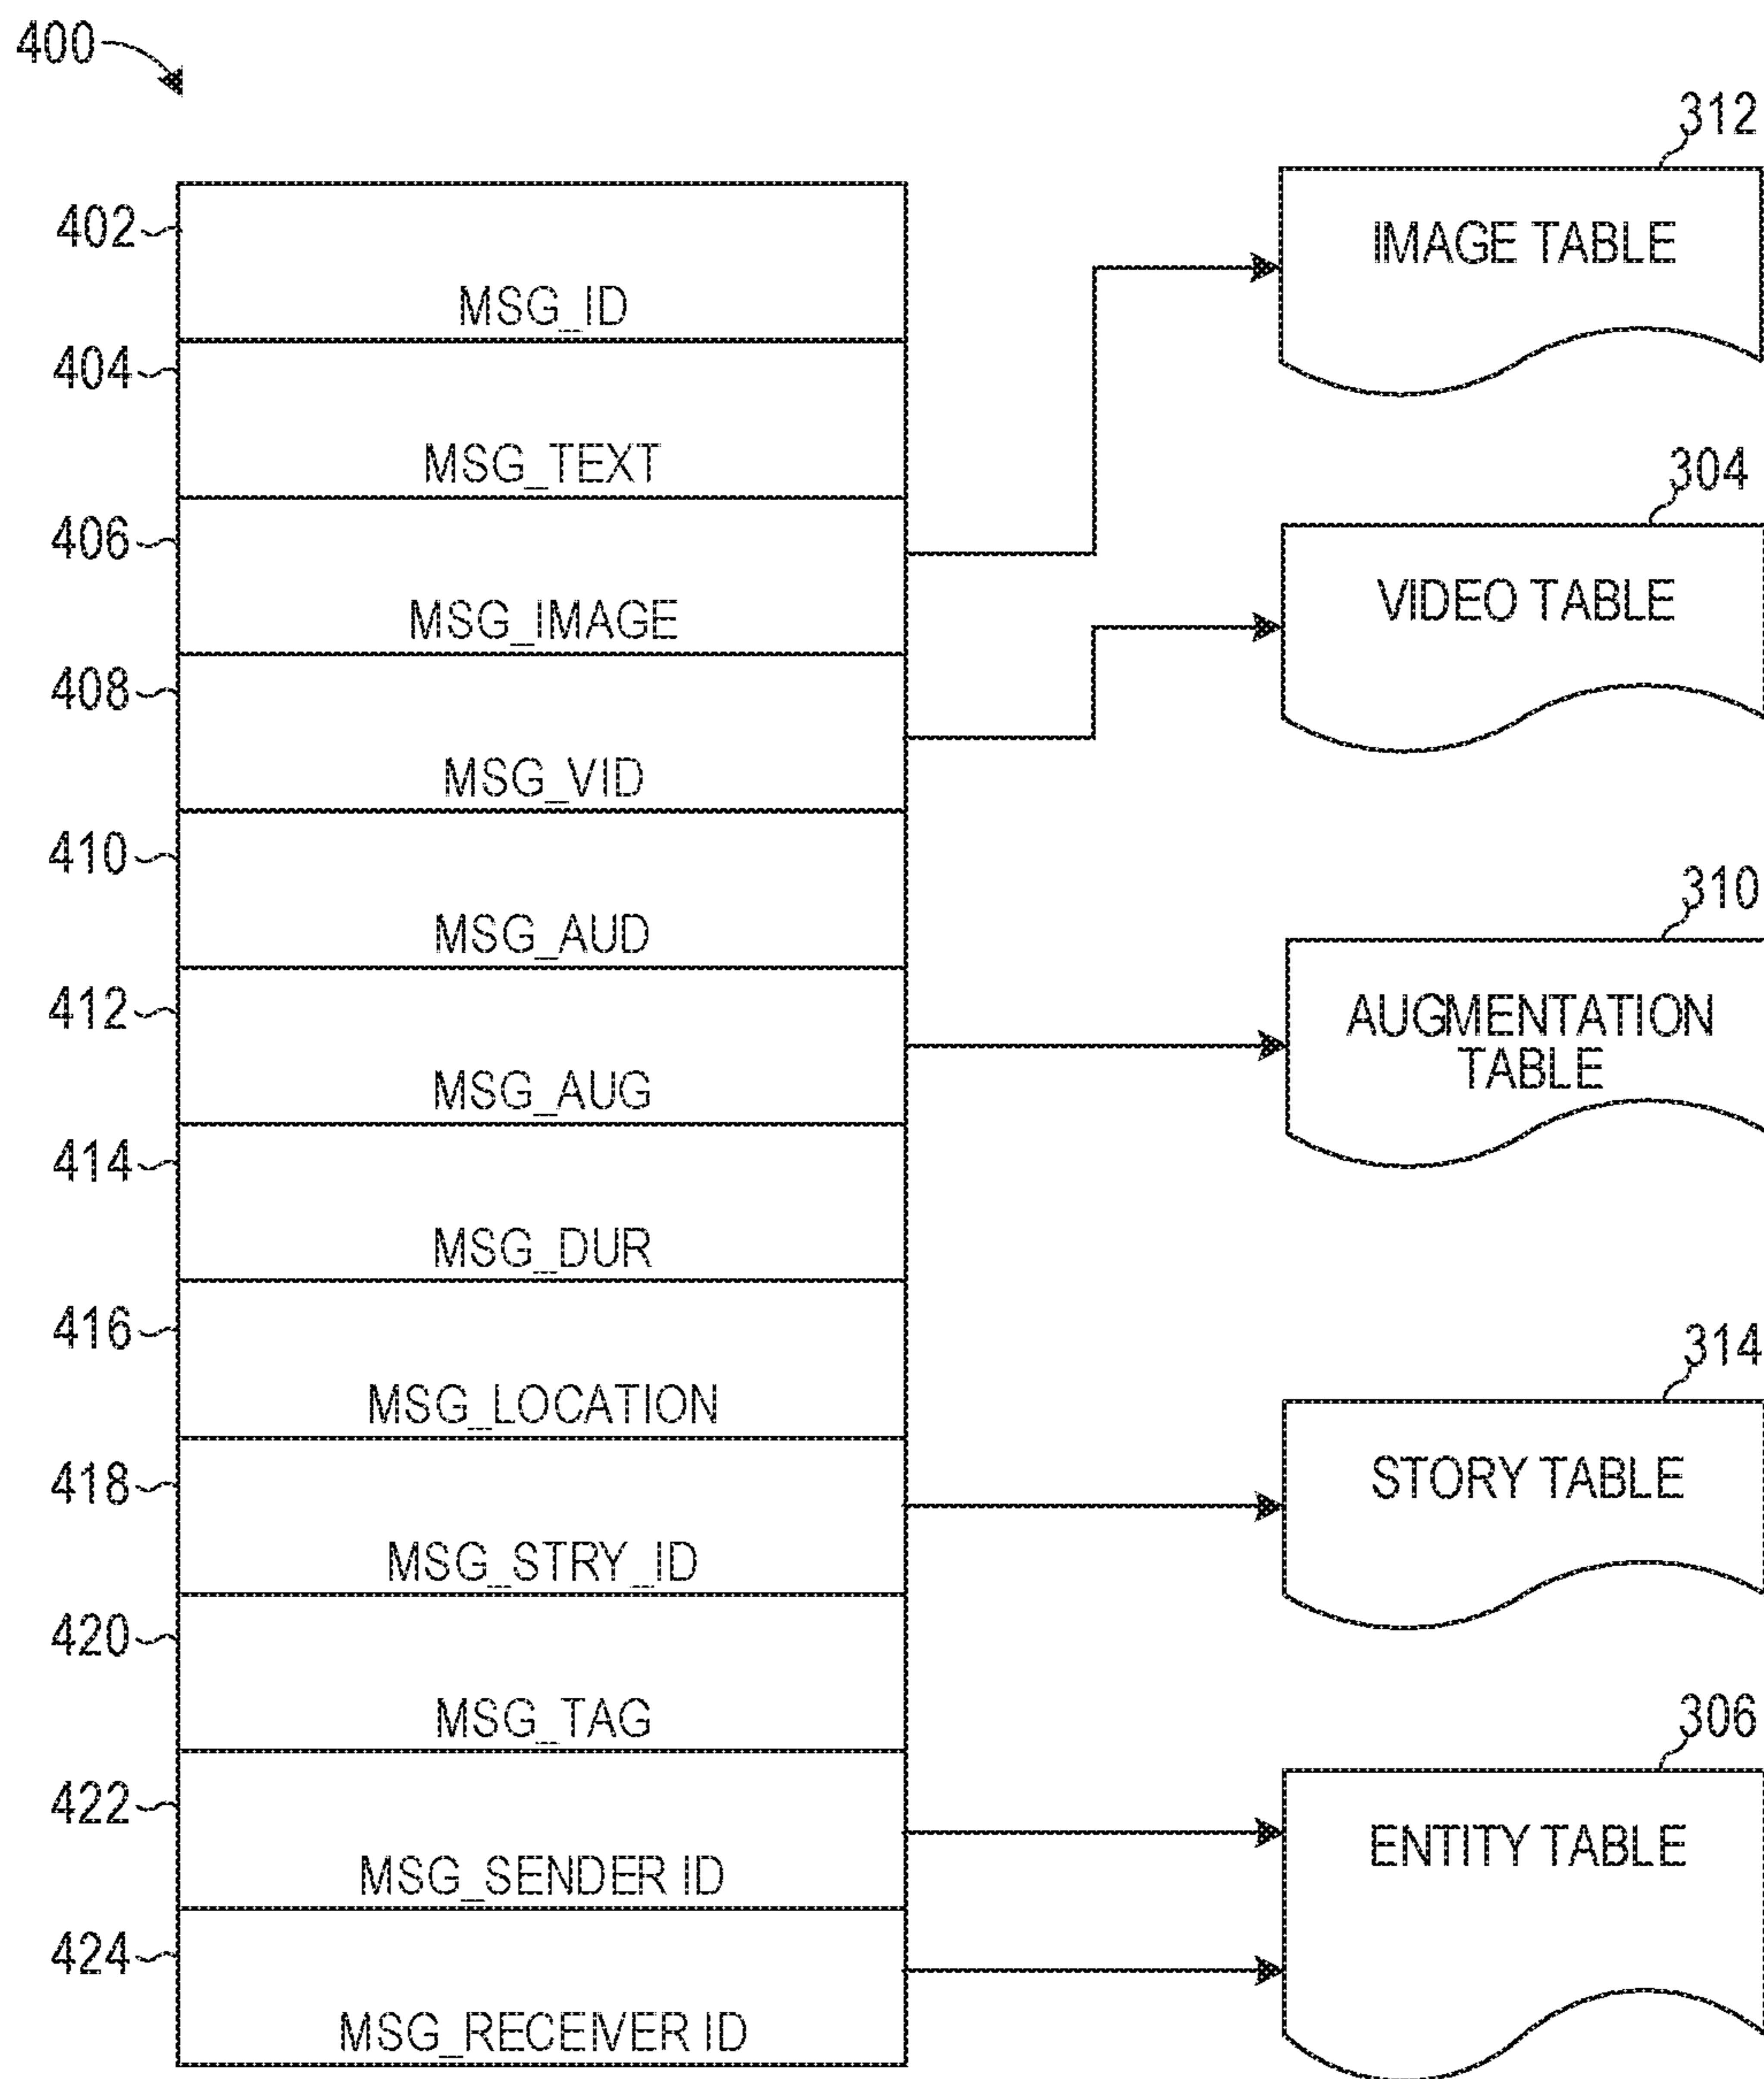 400
312
402
IMAGE TABLE
MSG_ID
404
MSG_TEXT
304
406
VIDEO TABLE
MSG_IMAGE
408
MSG_VID
410
310
MSG_AUD
412
AUGMENTATION
TABLE
MSG_AUG
414
MSG_DUR
416
314
MSG_LOCATION
418
STORY TABLE
MSG_STRY_ID
420
306
MSG_TAG
422
ENTITY TABLE
MSG_SENDER ID
424
MSG_RECEIVER ID